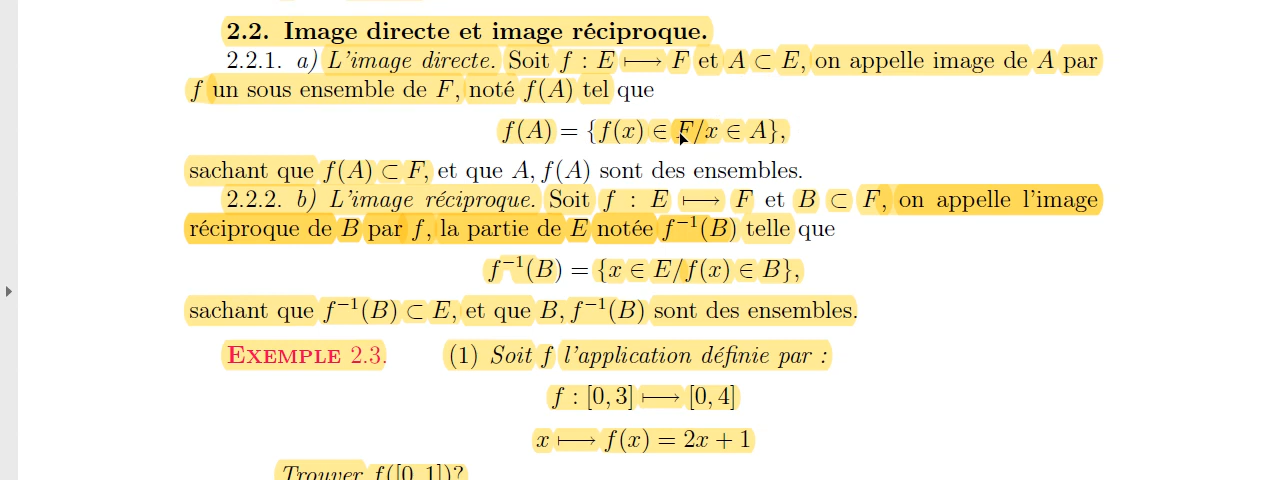 2.2. Image directe et image réciproque.
2.2.1. a) L'image directe. Soit f : E ⟼ F et A ⊂ E, on appelle image de A par
f un sous ensemble de F, noté f(A) tel que
f(A) = {f(x) ∈ F/x ∈ A},
sachant que f(A) ⊂ F, et que A, f(A) sont des ensembles.
2.2.2. b) L'image réciproque. Soit f : E ⟼ F et B ⊂ F, on appelle l'image
réciproque de B par f, la partie de E notée f⁻¹(B) telle que
f⁻¹(B) = {x ∈ E/f(x) ∈ B},
sachant que f⁻¹(B) ⊂ E, et que B, f⁻¹(B) sont des ensembles.
EXEMPLE 2.3. (1) Soit f l'application définie par :
f : [0, 3] ⟼ [0, 4]
x ⟼ f(x) = 2x + 1
Trouver f([0, 1])?